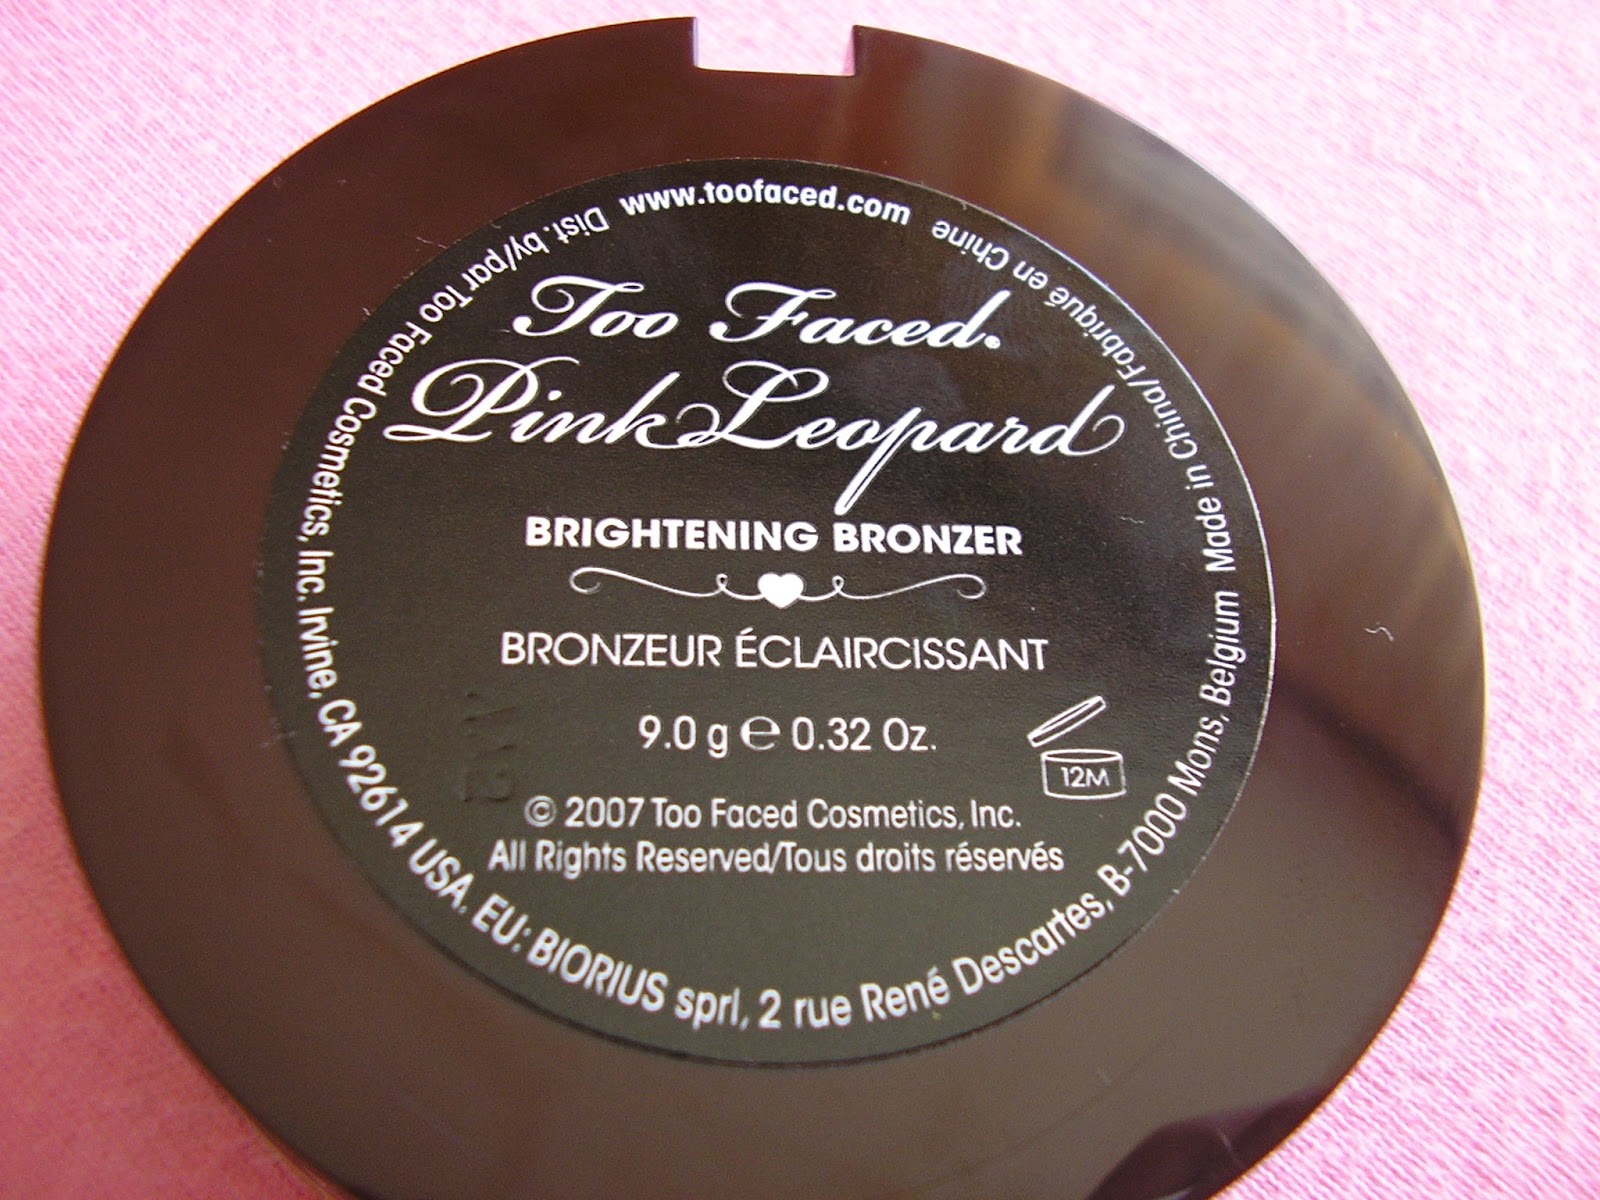 www.toofaced.com
Too Faced.
Pink Leopard
BRIGHTENING BRONZER
BRONZEUR ÉCLAIRCISSANT
9.0 g ℮ 0.32 Oz.
12M
© 2007 Too Faced Cosmetics, Inc.
All Rights Reserved/Tous droits réservés
Dist. by/par Too Faced Cosmetics, Inc. Irvine, CA 92614 USA. EU: BIORIUS sprl, 2 rue René Descartes, B-7000 Mons, Belgium Made in China/Fabriqué en Chine